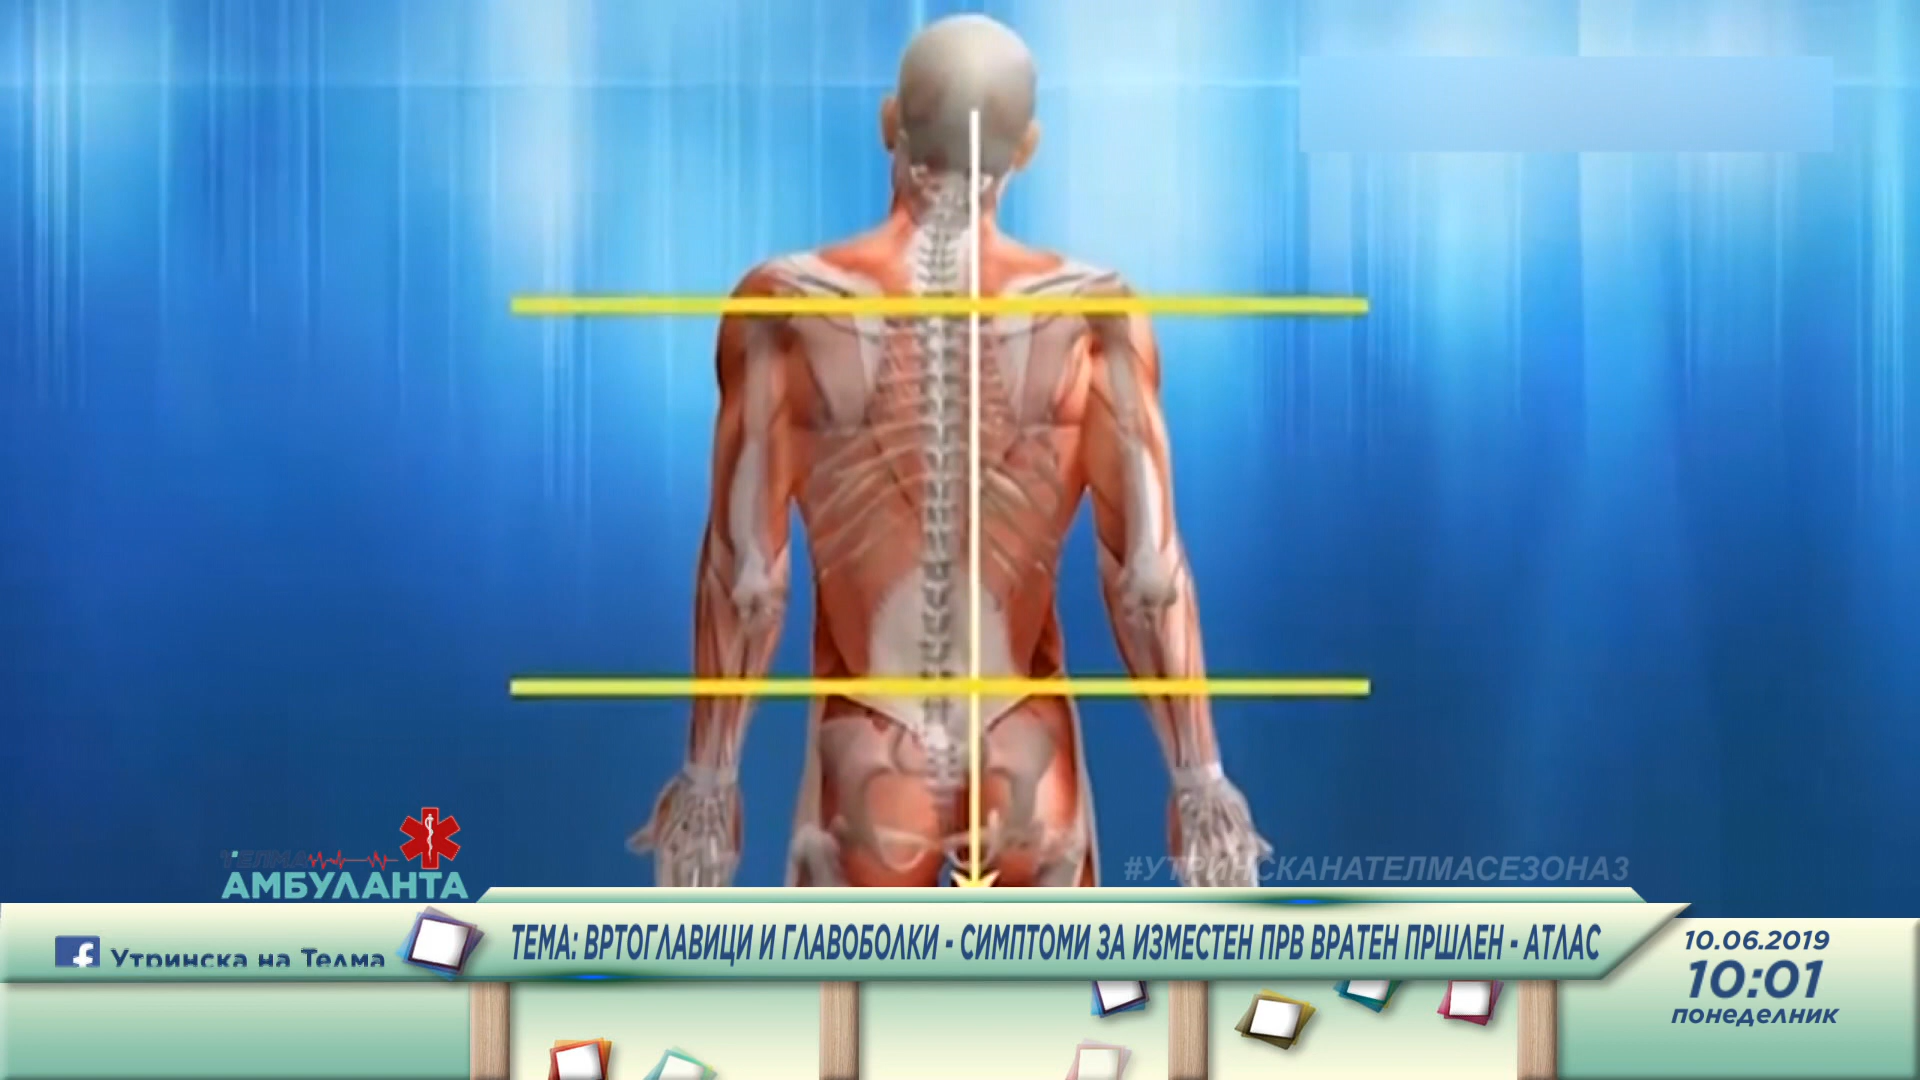 #УТРИНСКАНАТЕЛМАСЕЗОНА3
ТЕЛМА
АМБУЛАНТА
Утринска на Телма
ТЕМА: ВРТОГЛАВИЦИ И ГЛАВОБОЛКИ - СИМПТОМИ ЗА ИЗМЕСТЕН ПРВ ВРАТЕН ПРШЛЕН - АТЛАС
10.06.2019
10:01
понеделник